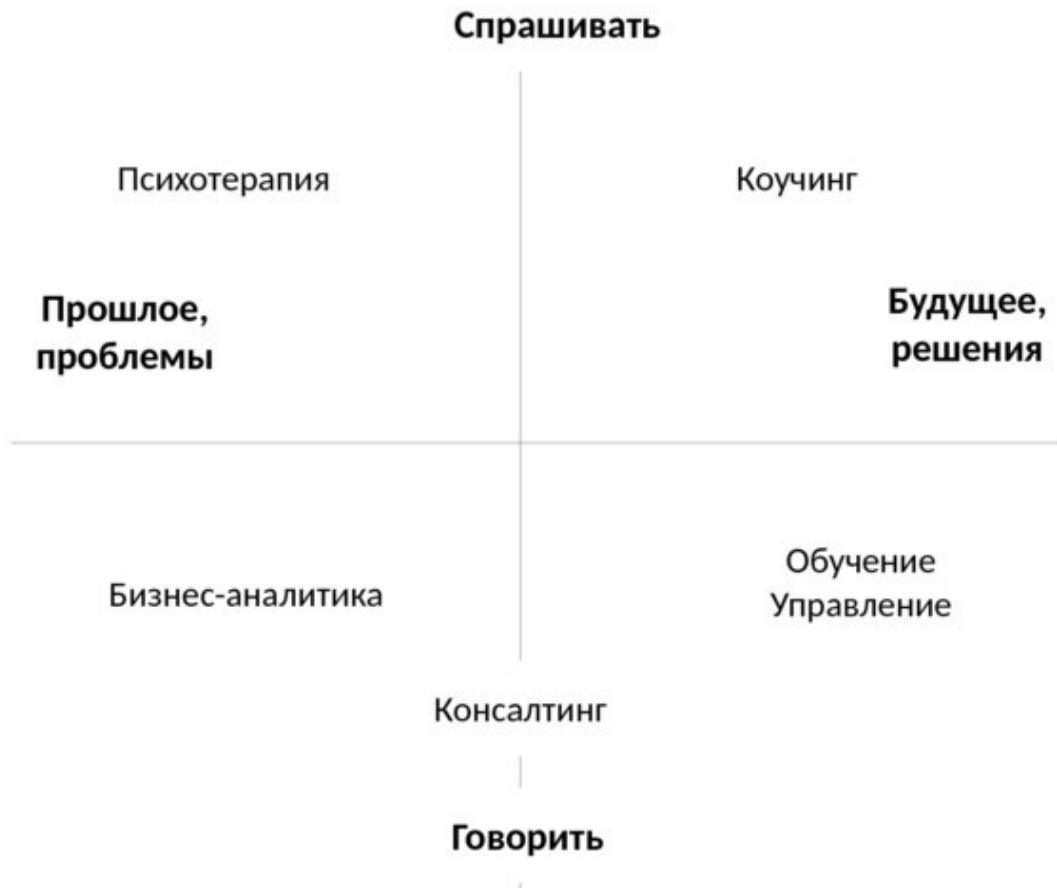 Спрашивать
Психотерапия
Коучинг
Прошлое,
проблемы
Будущее,
решения
Бизнес-аналитика
Обучение
Управление
Консалтинг
Говорить